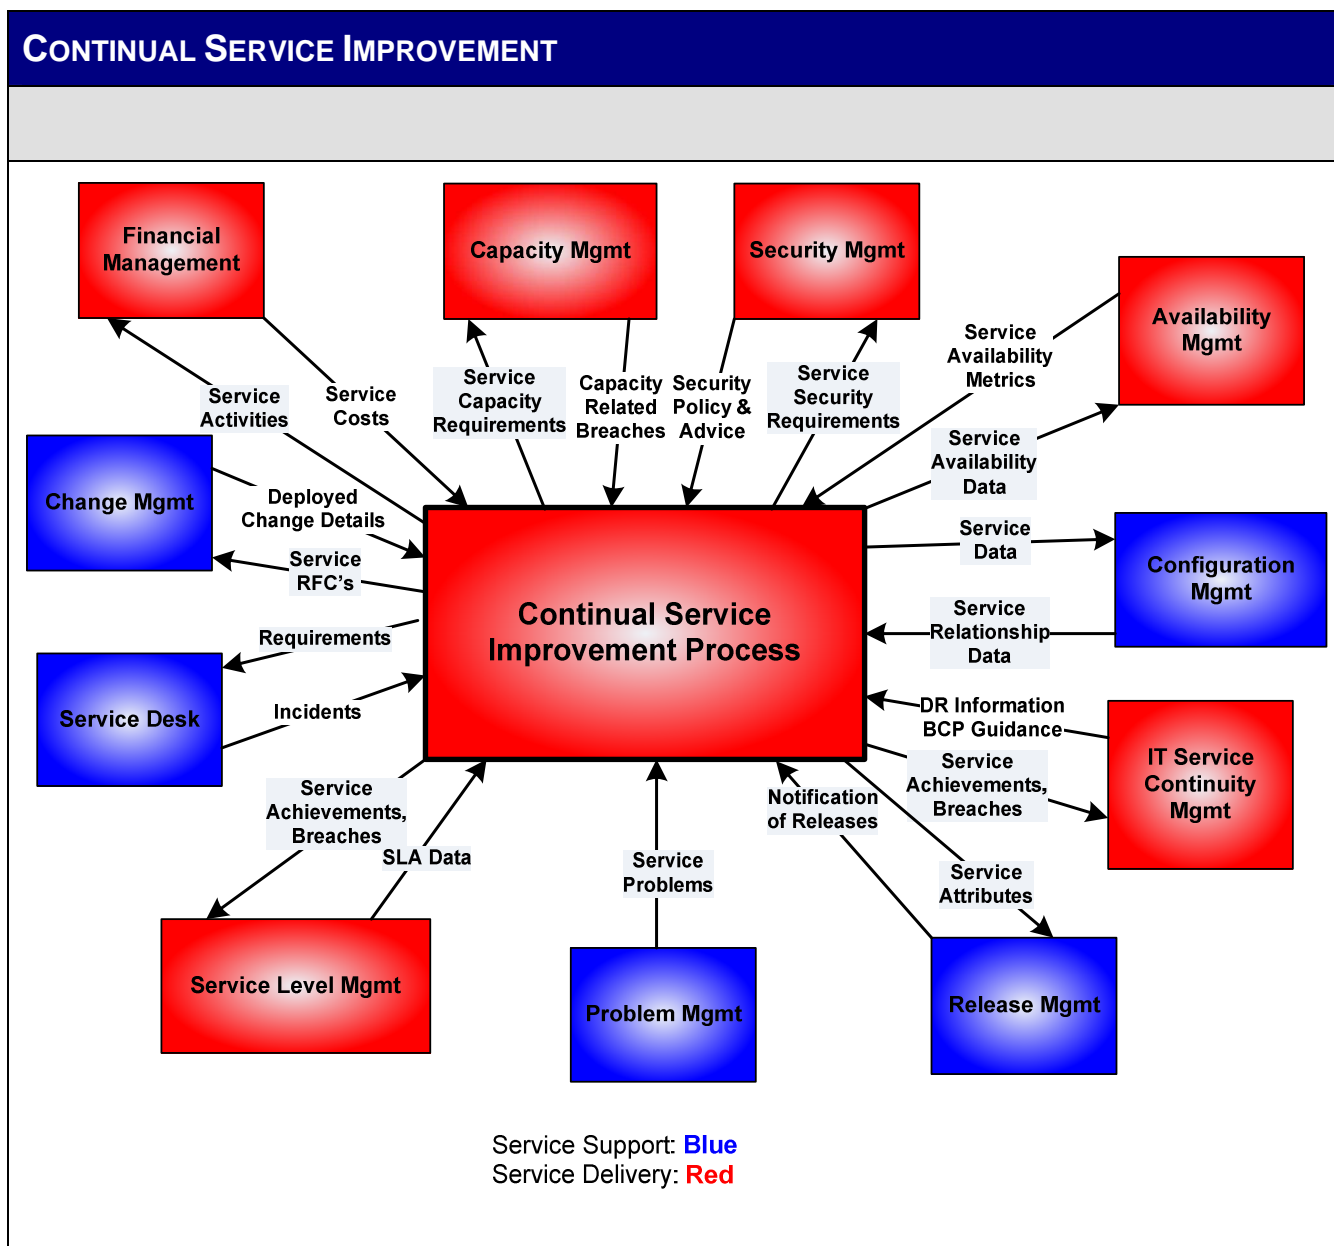 CONTINUAL SERVICE IMPROVEMENT
Financial
Management
Capacity Mgmt
Security Mgmt
Availability
Mgmt
Service
Activities
Service
Costs
Service
Capacity
Requirements
Capacity
Related
Breaches
Security
Policy &
Advice
Service
Security
Requirements
Service
Availability
Metrics
Service
Availability
Data
Change Mgmt
Deployed
Change Details
Service
RFC's
Service
Data
Configuration
Mgmt
Continual Service
Improvement Process
Service
Relationship
Data
Requirements
Service Desk
Incidents
DR Information
BCP Guidance
IT Service
Continuity
Mgmt
Service
Achievements,
Breaches
SLA Data
Service
Problems
Notification
of Releases
Service
Achievements,
Breaches
Service
Attributes
Service Level Mgmt
Problem Mgmt
Release Mgmt
Service Support: Blue
Service Delivery: Red